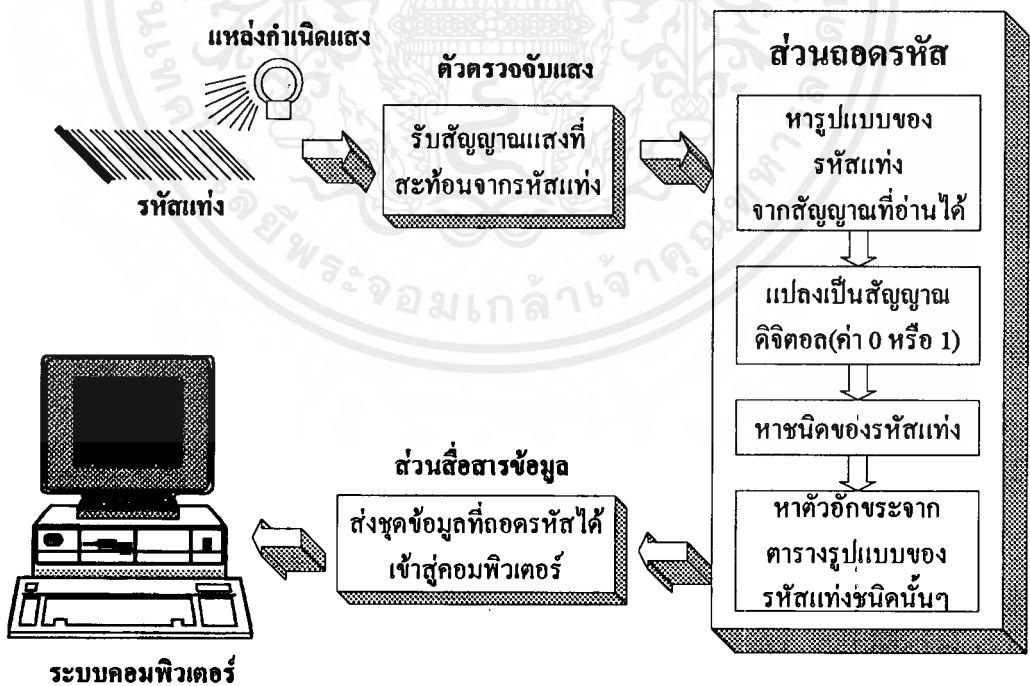 แหล่งกำเนิดแสง
รหัสแท่ง
ตัวตรวจจับแสง
รับสัญญาณแสงที่
สะท้อนจากรหัสแท่ง
ส่วนถอดรหัส
หารูปแบบของ
รหัสแท่ง
จากสัญญาณที่อ่านได้
แปลงเป็นสัญญาณ
ดิจิตอล(ค่า 0 หรือ 1)
หาชนิดของรหัสแท่ง
หาตัวอักขระจาก
ตารางรูปแบบของ
รหัสแท่งชนิดนั้นๆ
ส่วนสื่อสารข้อมูล
ส่งชุดข้อมูลที่ถอดรหัสได้
เข้าสู่คอมพิวเตอร์
ระบบคอมพิวเตอร์